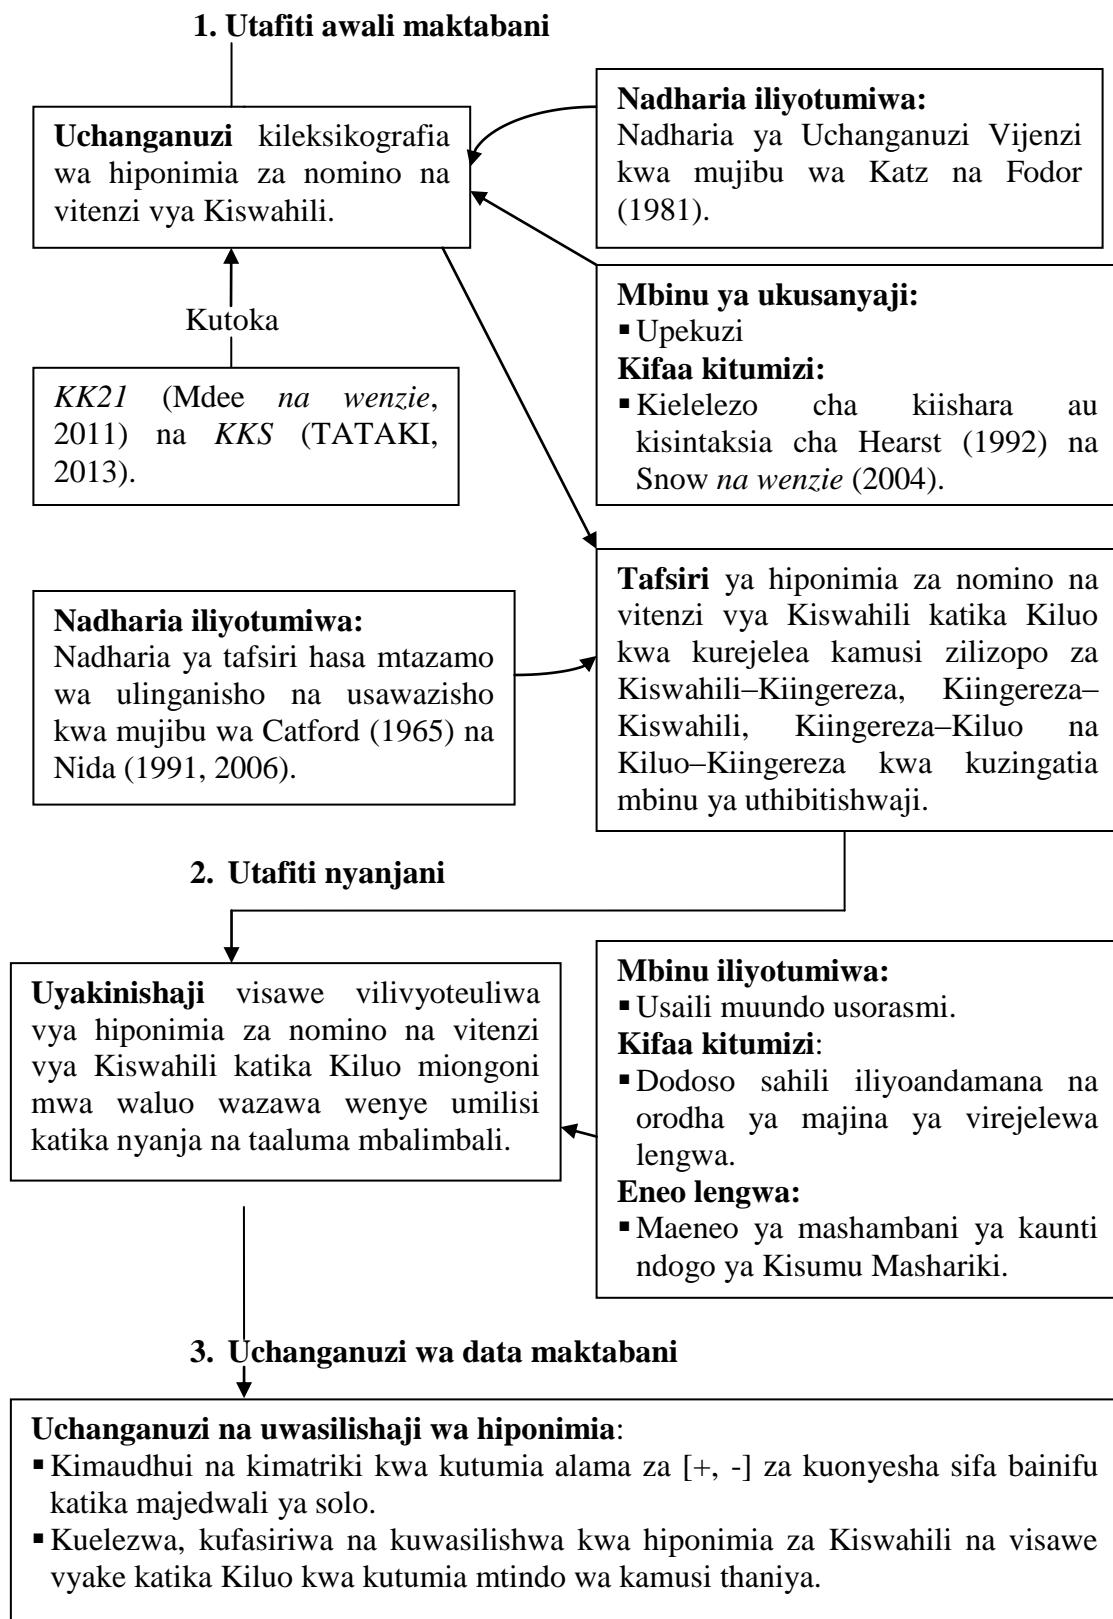 1. Utafiti awali maktabani
Uchanganuzi kileksikografia
wa hiponimia za nomino na
vitenzi vya Kiswahili.
Nadharia iliyotumiwa:
Nadharia ya Uchanganuzi Vijenzi
kwa mujibu wa Katz na Fodor
(1981).
Kutoka
KK21 (Mdee na wenzie,
2011) na KKS (TATAKI,
2013).
Mbinu ya ukusanyaji:
▪ Upekuzi
Kifaa kitumizi:
▪ Kielelezo cha kiishara au
kisintaksia cha Hearst (1992) na
Snow na wenzie (2004).
Nadharia iliyotumiwa:
Nadharia ya tafsiri hasa mtazamo
wa ulinganisho na usawazisho
kwa mujibu wa Catford (1965) na
Nida (1991, 2006).
Tafsiri ya hiponimia za nomino na
vitenzi vya Kiswahili katika Kiluo
kwa kurejelea kamusi zilizopo za
Kiswahili–Kiingereza, Kiingereza–
Kiswahili, Kiingereza–Kiluo na
Kiluo–Kiingereza kwa kuzingatia
mbinu ya uthibitishwaji.
2. Utafiti nyanjani
Uyakinishaji visawe vilivyoteuliwa
vya hiponimia za nomino na vitenzi
vya Kiswahili katika Kiluo miongoni
mwa waluo wazawa wenye umilisi
katika nyanja na taaluma mbalimbali.
Mbinu iliyotumiwa:
▪ Usaili muundo usorasmi.
Kifaa kitumizi:
▪ Dodoso sahili iliyoandamana na
orodha ya majina ya virejelewa
lengwa.
Eneo lengwa:
▪ Maeneo ya mashambani ya kaunti
ndogo ya Kisumu Mashariki.
3. Uchanganuzi wa data maktabani
Uchanganuzi na uwasilishaji wa hiponimia:
▪ Kimaudhui na kimatriki kwa kutumia alama za [+, -] za kuonyesha sifa bainifu
katika majedwali ya solo.
▪ Kuelezwa, kufasiriwa na kuwasilishwa kwa hiponimia za Kiswahili na visawe
vyake katika Kiluo kwa kutumia mtindo wa kamusi thaniya.